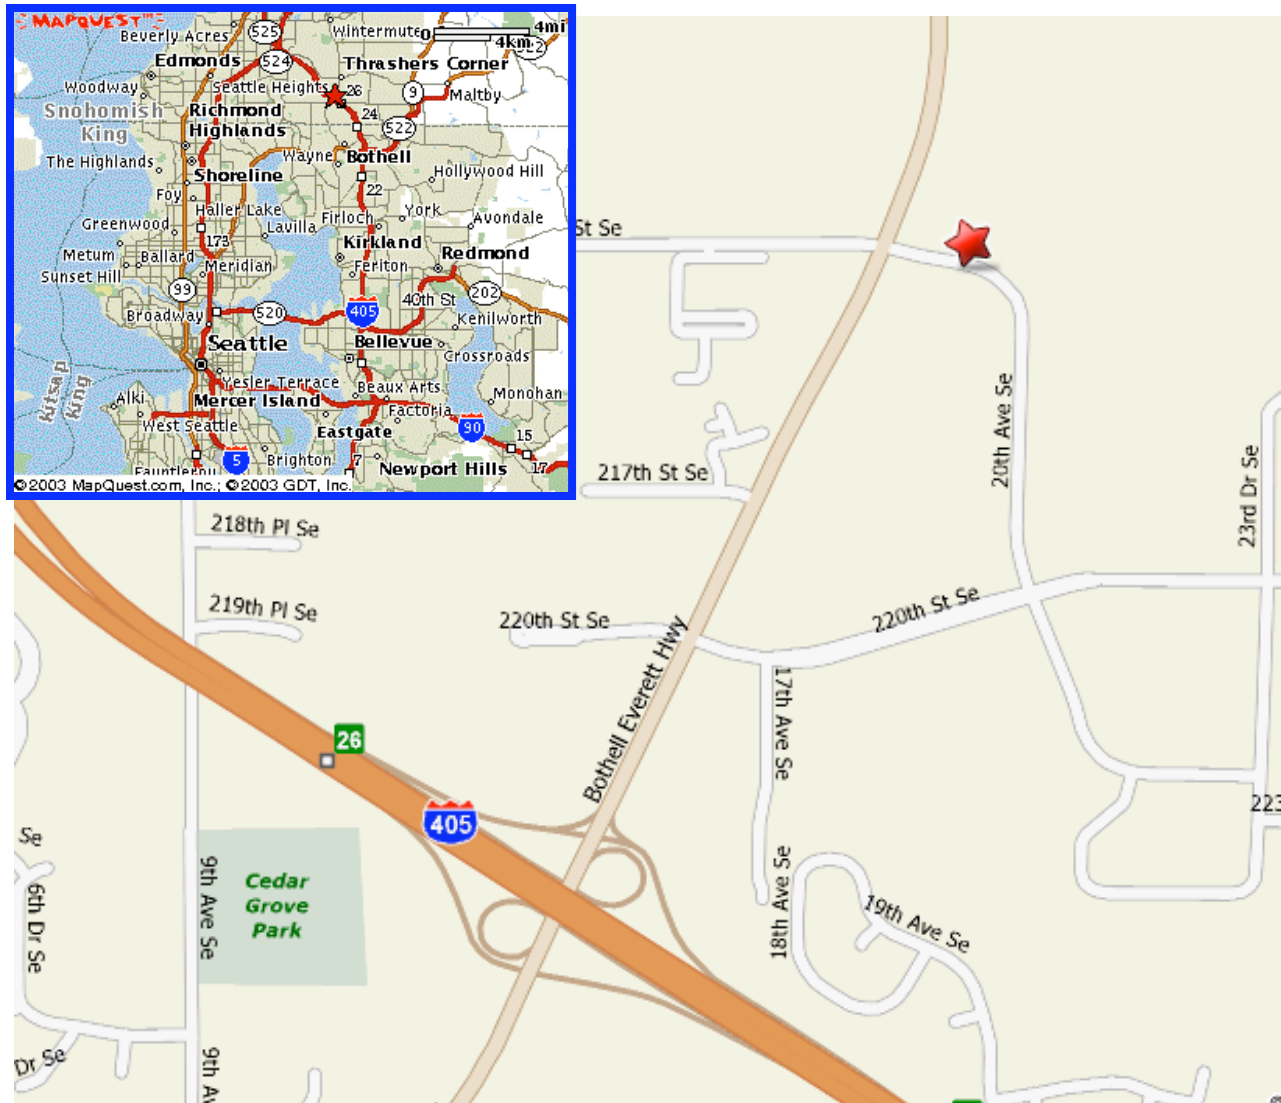 MAPQUEST™
Beverly Acres
525
Wintermute
0
4mi
4km
Edmonds
524
Thrashers Corner
Woodway
Seattle Heights
26
9
Maltby
Snohomish
King
Richmond
Highlands
24
522
The Highlands
Wayne
Bothell
Shoreline
Hollywood Hill
22
Foy
Haller Lake
Firloch
York
Avondale
Greenwood
Lavilla
173
Kirkland
Metum
Ballard
Meridian
Redmond
Sunset Hill
Feriton
99
40th St
202
Broadway
520
405
Kenilworth
Seattle
Bellevue
Crossroads
Kitsap
King
Yesler Terrace
Beaux Arts
Alki
Mercer Island
Monohan
West Seattle
Factoria
90
Eastgate
15
5
Brighton
7
Newport Hills
17
©2003 MapQuest.com, Inc.; ©2003 GDT, Inc.
St Se
20th Ave Se
217th St Se
23rd Dr Se
218th Pl Se
219th Pl Se
220th St Se
220th St Se
Bothell Everett Hwy
17th Ave Se
26
405
223
Se
Cedar
Grove
Park
9th Ave Se
6th Dr Se
18th Ave Se
19th Ave Se
Dr Se
9th Av